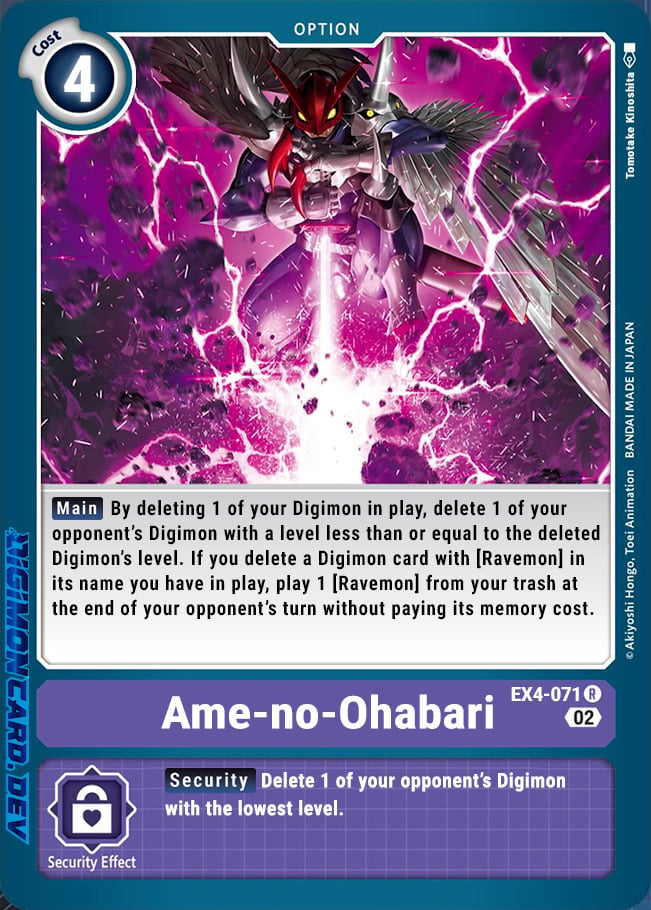 OPTION
Cost
4
Tomotake Kinoshita
Main By deleting 1 of your Digimon in play, delete 1 of your
opponent's Digimon with a level less than or equal to the deleted
Digimon's level. If you delete a Digimon card with [Ravemon] in
its name you have in play, play 1 [Ravemon] from your trash at
the end of your opponent's turn without paying its memory cost.
© Akiyoshi Hongo, Toei Animation BANDAI MADE IN JAPAN
DIGIMONCARD.DEV
Ame-no-Ohabari
EX4-071 R
02
Security Delete 1 of your opponent's Digimon
with the lowest level.
Security Effect